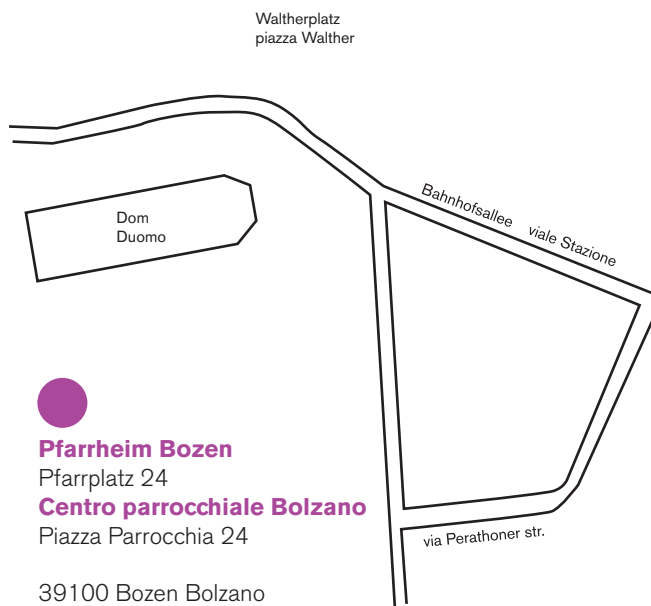 Waltherplatz
piazza Walther
Dom
Duomo
Bahnhofsallee viale Stazione
Pfarrheim Bozen
Pfarrplatz 24
Centro parrocchiale Bolzano
Piazza Parrocchia 24
via Perathoner str.
39100 Bozen Bolzano